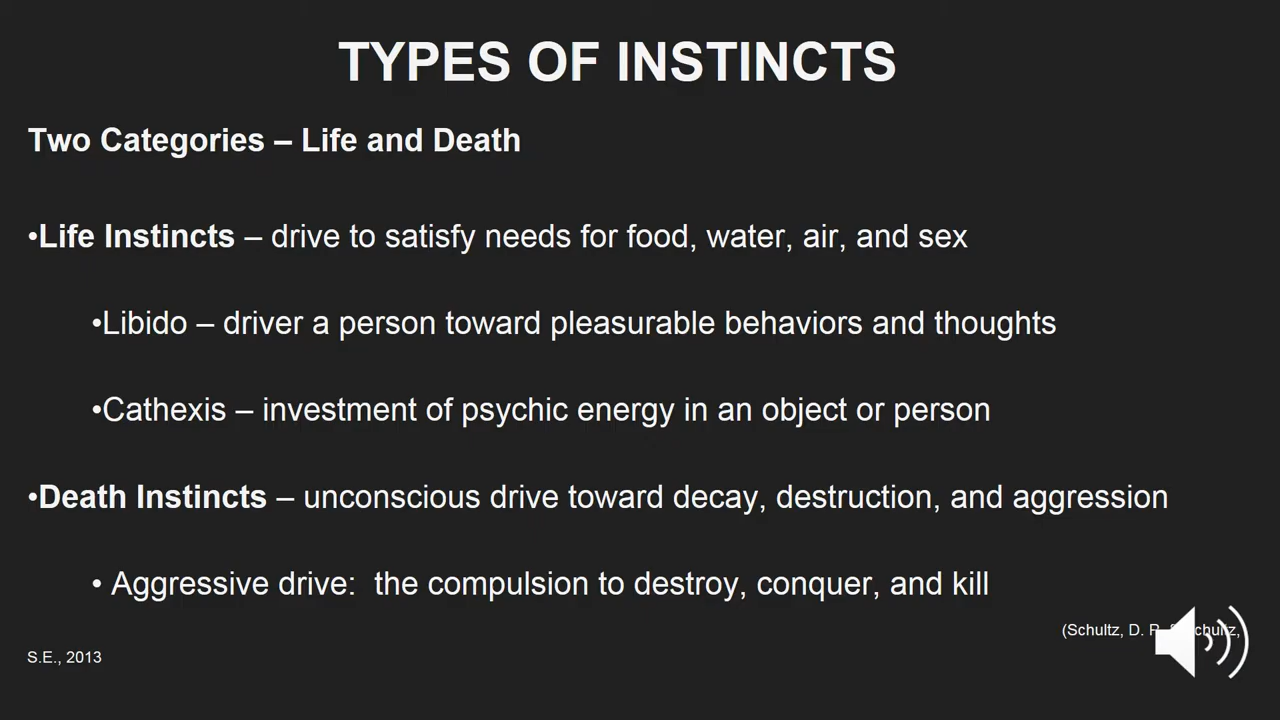 TYPES OF INSTINCTS
Two Categories – Life and Death
•Life Instincts – drive to satisfy needs for food, water, air, and sex
•Libido – driver a person toward pleasurable behaviors and thoughts
•Cathexis – investment of psychic energy in an object or person
•Death Instincts – unconscious drive toward decay, destruction, and aggression
• Aggressive drive:  the compulsion to destroy, conquer, and kill
(Schultz, D.
S.E., 2013